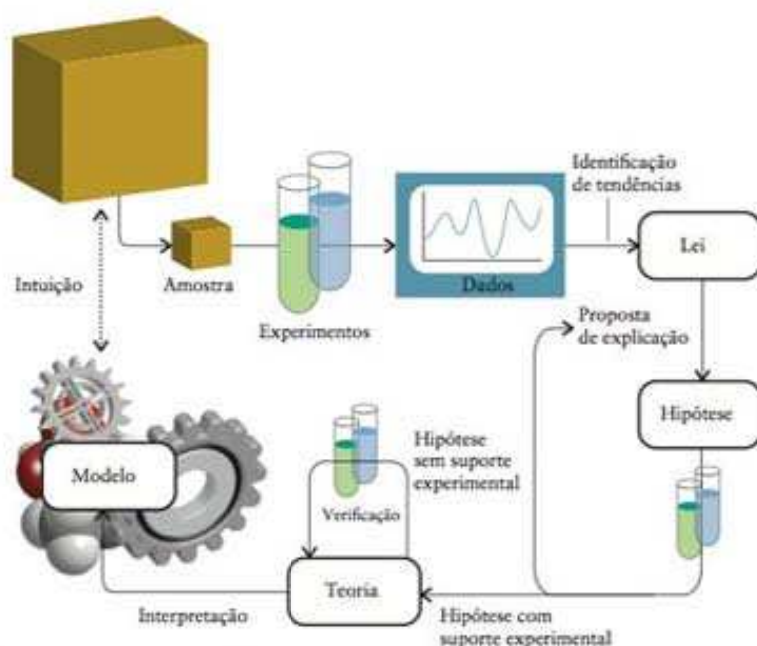 Identificação
de tendências
Lei
Intuição
Amostra
Dados
Experimentos
Proposta
de explicação
Hipótese
Hipótese
sem suporte
experimental
Modelo
Verificação
Teoria
Interpretação
Hipótese com
suporte experimental